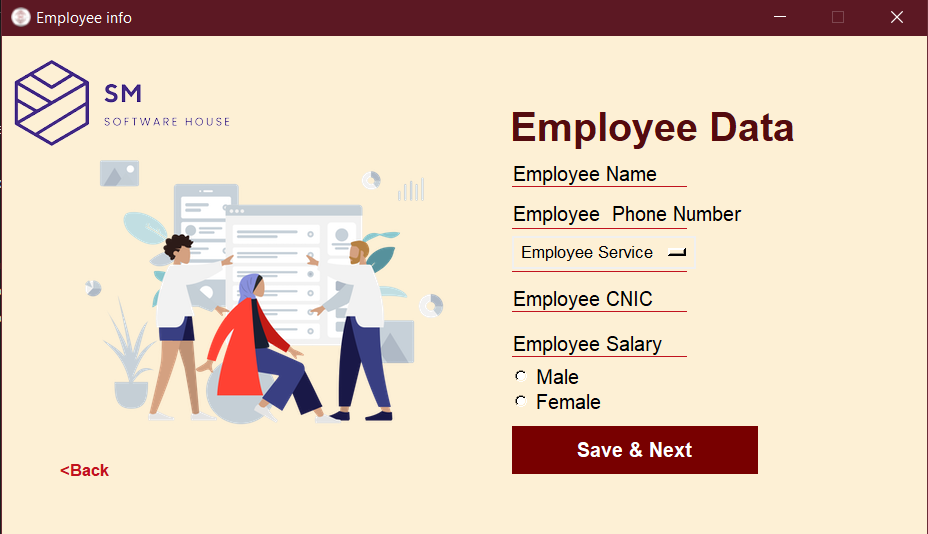 Employee info
SM
SOFTWARE HOUSE
Employee Data
Employee Name
Employee  Phone Number
Employee Service
Employee CNIC
Employee Salary
Male
Female
Save & Next
<Back